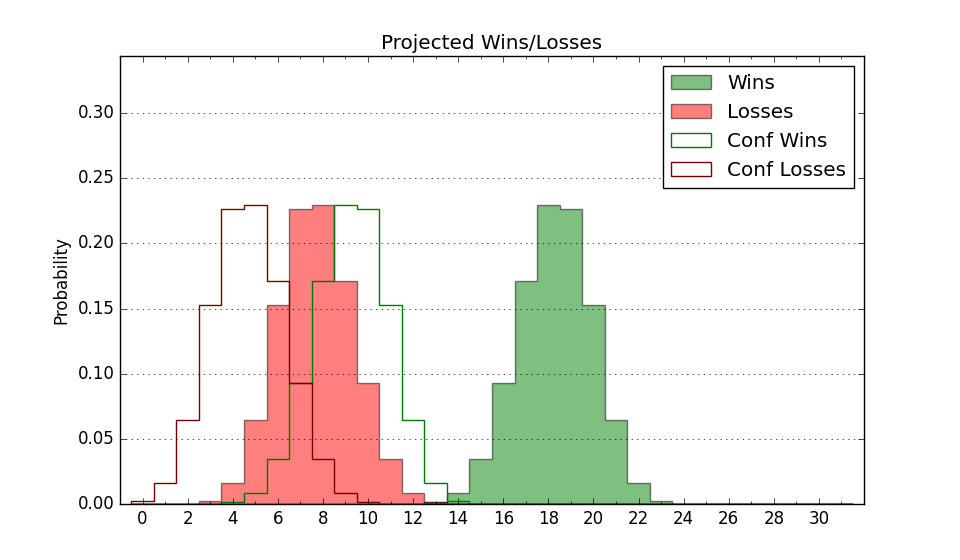 Projected Wins/Losses
Wins
Losses
Conf Wins
Conf Losses
Probability
0.30
0.25
0.20
0.15
0.10
0.05
0.00
0 2 4 6 8 10 12 14 16 18 20 22 24 26 28 30